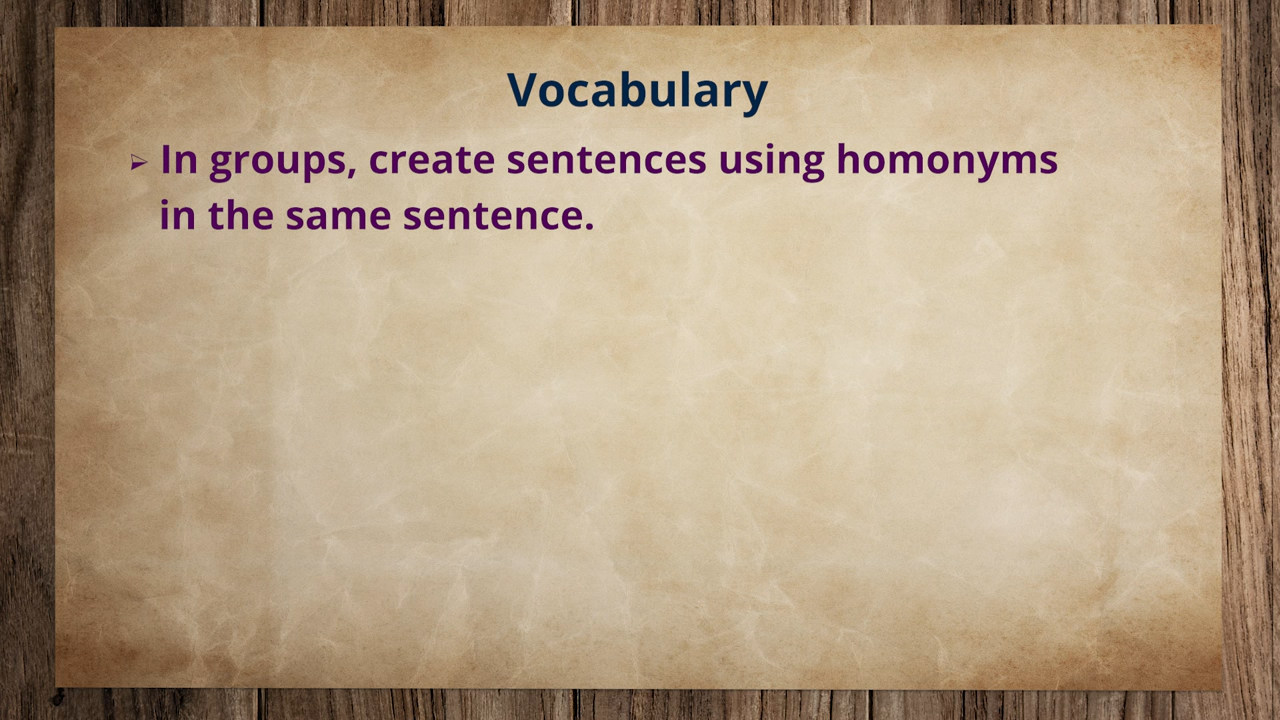 Vocabulary
➢ In groups, create sentences using homonyms
in the same sentence.